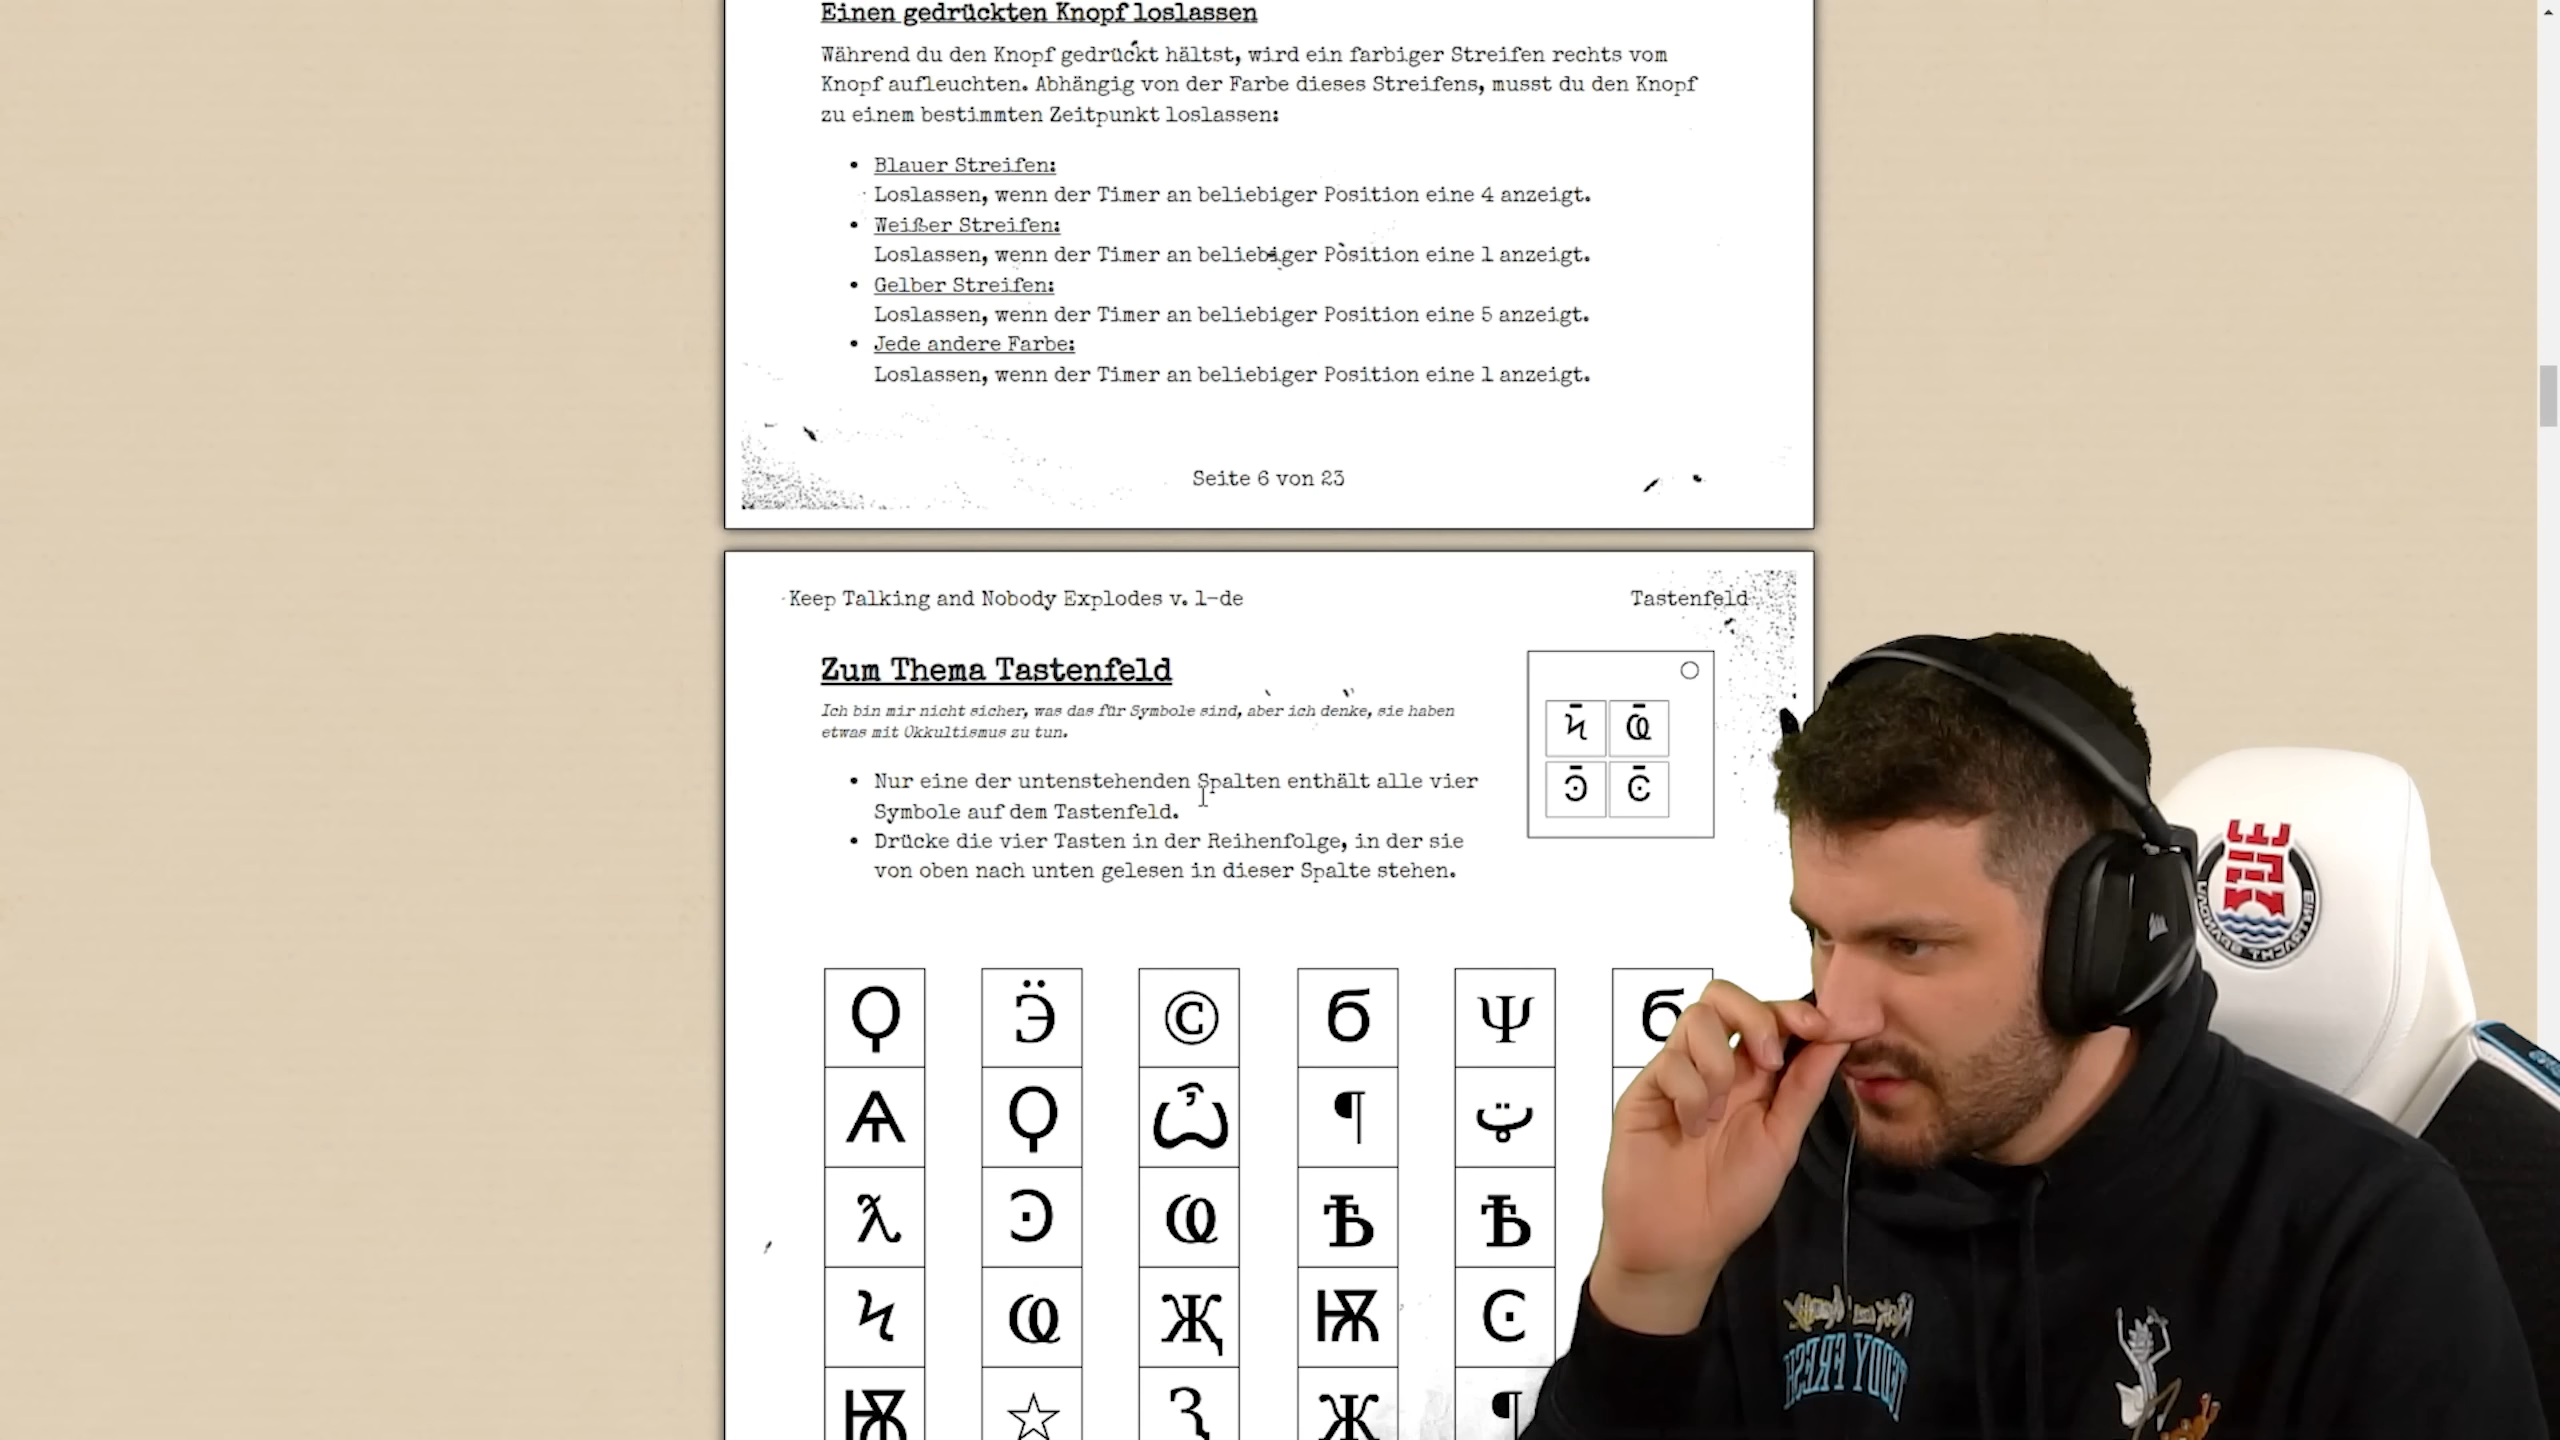 Einen gedrückten Knopf loslassen
Während du den Knopf gedrückt hältst, wird ein farbiger Streifen rechts vom
Knopf aufleuchten. Abhängig von der Farbe dieses Streifens, musst du den Knopf
zu einem bestimmten Zeitpunkt loslassen:
• Blauer Streifen:
Loslassen, wenn der Timer an beliebiger Position eine 4 anzeigt.
• Weißer Streifen:
Loslassen, wenn der Timer an beliebiger Position eine 1 anzeigt.
• Gelber Streifen:
Loslassen, wenn der Timer an beliebiger Position eine 5 anzeigt.
• Jede andere Farbe:
Loslassen, wenn der Timer an beliebiger Position eine 1 anzeigt.
Seite 6 von 23
Keep Talking and Nobody Explodes v. 1-de
Tastenfeld
Zum Thema Tastenfeld
Ich bin mir nicht sicher, was das für Symbole sind, aber ich denke, sie haben
etwas mit Okkultismus zu tun.
• Nur eine der untenstehenden Spalten enthält alle vier
Symbole auf dem Tastenfeld.
• Drücke die vier Tasten in der Reihenfolge, in der sie
von oben nach unten gelesen in dieser Spalte stehen.
Ϟ Ҩ
Ͽ Ͼ
Ϙ Ӭ © Ϭ Ψ Ϭ
Ѧ Ϙ Ѽ ¶ ټ
ƛ Ͽ Ҩ Ѣ Ѣ
Ϟ Ҩ Җ Ѭ Ͼ
Ѭ ☆ Ԇ Җ ¶
TEDDY FRESH